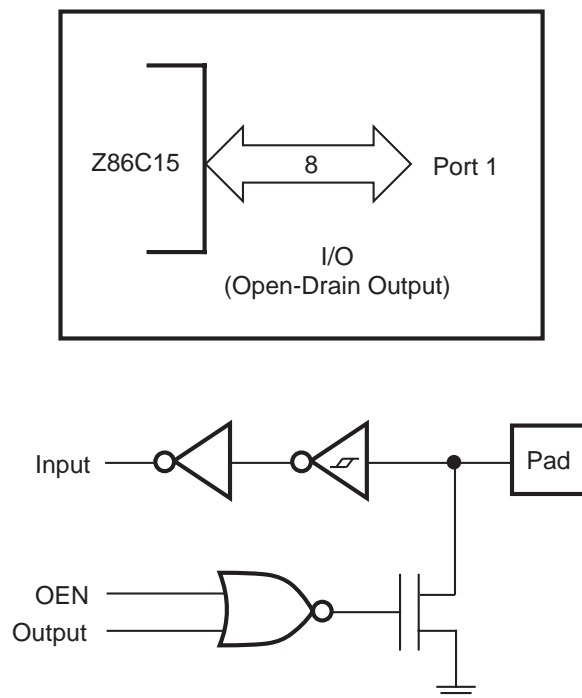 Z86C15
8
Port 1
I/O
(Open-Drain Output)
Input
Pad
OEN
Output